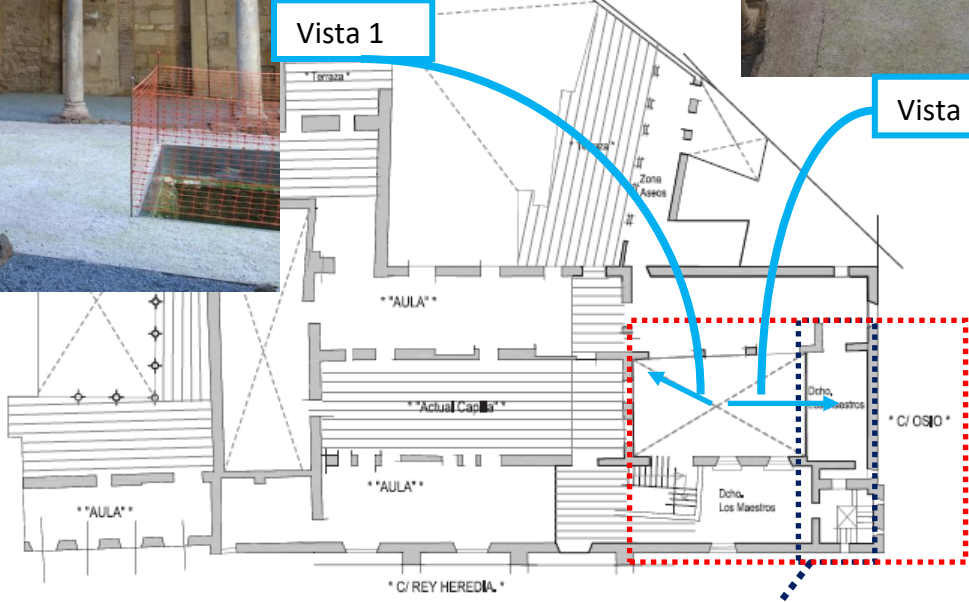 Vista 1
Vista
" Terraza "
" Terraza "
Zona
Aseos
" "AULA" "
" "Actual Capilla" "
Dcho.
Los Maestros
" C/ OSIO "
" "AULA" "
" "AULA" "
Dcho.
Los Maestros
" C/ REY HEREDIA. "